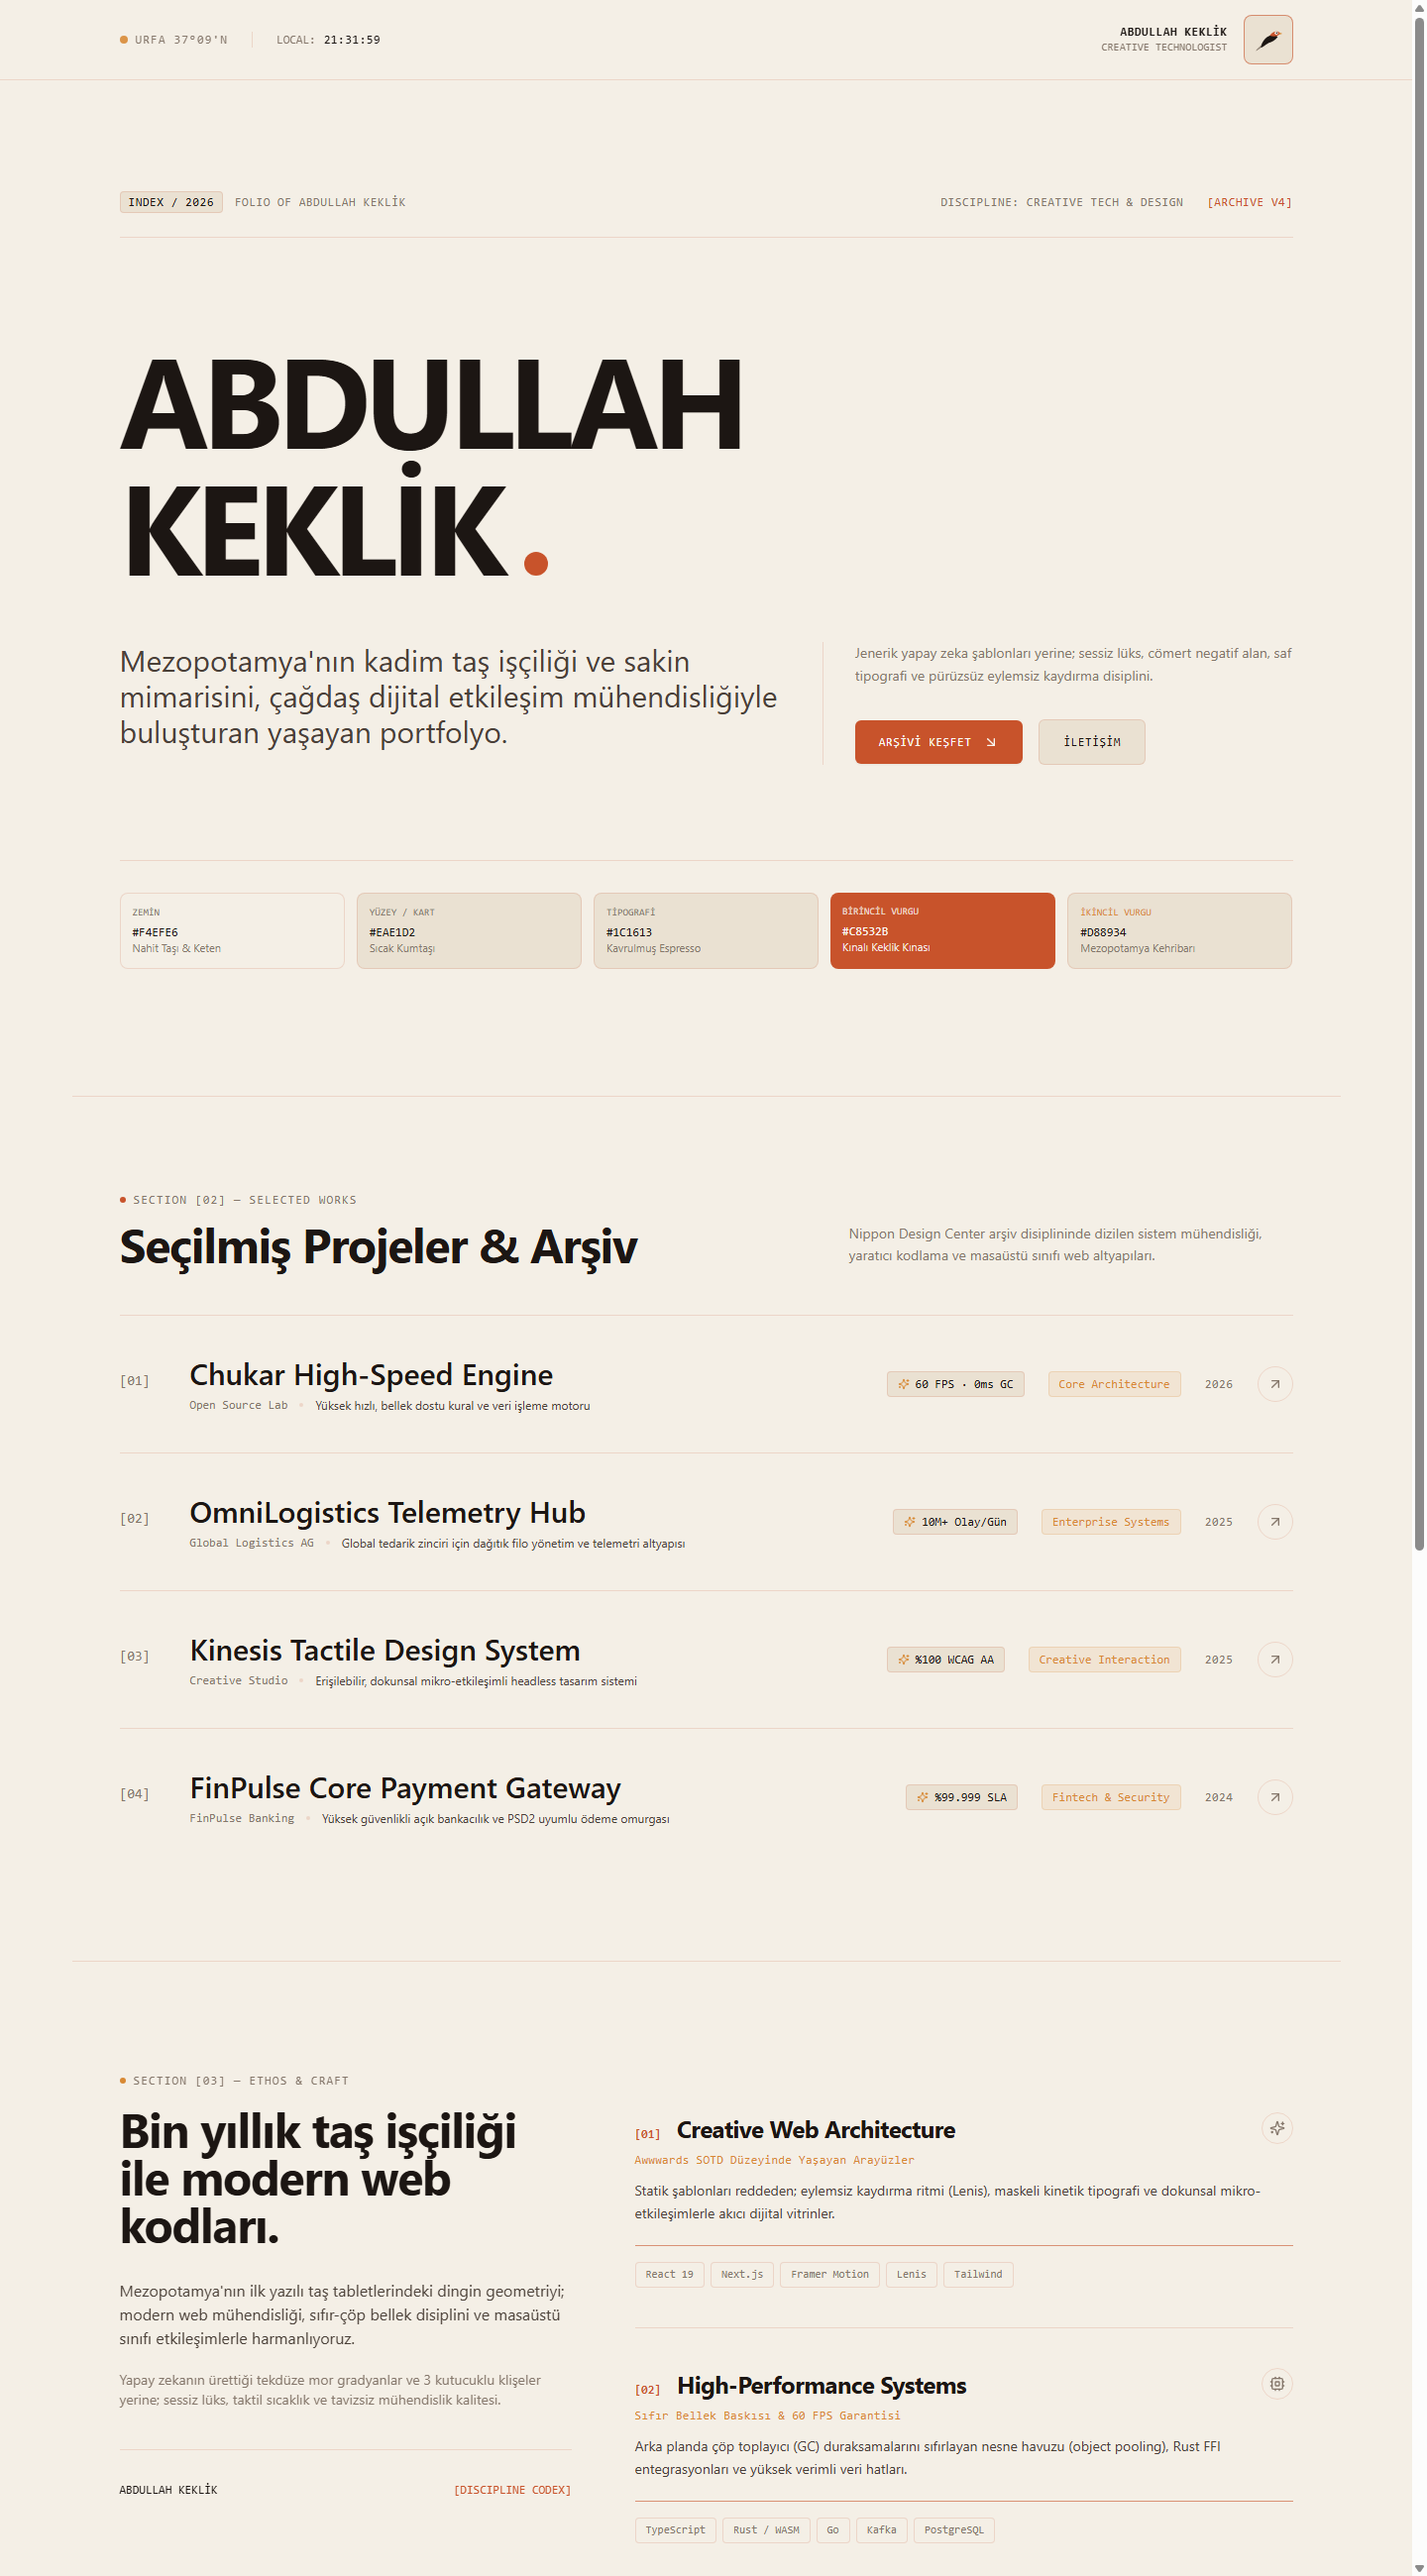 URFA 37°09'N
LOCAL: 21:31:59
ABDULLAH KEKLİK
CREATIVE TECHNOLOGIST
INDEX / 2026
FOLIO OF ABDULLAH KEKLİK
DISCIPLINE: CREATIVE TECH & DESIGN
[ARCHIVE V4]
ABDULLAH
KEKLİK.
Mezopotamya'nın kadim taş işçiliği ve sakin
mimarisini, çağdaş dijital etkileşim mühendisliğiyle
buluşturan yaşayan portfolyo.
Jenerik yapay zeka şablonları yerine; sessiz lüks, cömert negatif alan, saf
tipografi ve pürüzsüz eylemsiz kaydırma disiplini.
ARŞİVİ KEŞFET
İLETİŞİM
ZEMİN
#F4EFE6
Nahit Taşı & Keten
YÜZEY / KART
#EAE1D2
Sıcak Kumtaşı
TİPOGRAFİ
#1C1613
Kavrulmuş Espresso
BİRİNCİL VURGU
#C8532B
Kınalı Keklik Kınası
İKİNCİL VURGU
#D88934
Mezopotamya Kehribarı
SECTION [02] — SELECTED WORKS
Seçilmiş Projeler & Arşiv
Nippon Design Center arşiv disiplininde dizilen sistem mühendisliği,
yaratıcı kodlama ve masaüstü sınıfı web altyapıları.
[01]
Chukar High-Speed Engine
Open Source Lab • Yüksek hızlı, bellek dostu kural ve veri işleme motoru
60 FPS · 0ms GC
Core Architecture
2026
[02]
OmniLogistics Telemetry Hub
Global Logistics AG • Global tedarik zinciri için dağıtık filo yönetim ve telemetri altyapısı
10M+ Olay/Gün
Enterprise Systems
2025
[03]
Kinesis Tactile Design System
Creative Studio • Erişilebilir, dokunsal mikro-etkileşimli headless tasarım sistemi
%100 WCAG AA
Creative Interaction
2025
[04]
FinPulse Core Payment Gateway
FinPulse Banking • Yüksek güvenlikli açık bankacılık ve PSD2 uyumlu ödeme omurgası
%99.999 SLA
Fintech & Security
2024
SECTION [03] — ETHOS & CRAFT
Bin yıllık taş işçiliği
ile modern web
kodları.
Mezopotamya'nın ilk yazılı taş tabletlerindeki dingin geometriyi;
modern web mühendisliği, sıfır-çöp bellek disiplini ve masaüstü
sınıfı etkileşimlerle harmanlıyoruz.
Yapay zekanın ürettiği tekdüze mor gradyanlar ve 3 kutucuklu klişeler
yerine; sessiz lüks, taktil sıcaklık ve tavizsiz mühendislik kalitesi.
ABDULLAH KEKLİK
[DISCIPLINE CODEX]
[01] Creative Web Architecture
Awwwards SOTD Düzeyinde Yaşayan Arayüzler
Statik şablonları reddeden; eylemsiz kaydırma ritmi (Lenis), maskeli kinetik tipografi ve dokunsal mikro-
etkileşimlerle akıcı dijital vitrinler.
React 19
Next.js
Framer Motion
Lenis
Tailwind
[02] High-Performance Systems
Sıfır Bellek Baskısı & 60 FPS Garantisi
Arka planda çöp toplayıcı (GC) duraksamalarını sıfırlayan nesne havuzu (object pooling), Rust FFI
entegrasyonları ve yüksek verimli veri hatları.
TypeScript
Rust / WASM
Go
Kafka
PostgreSQL